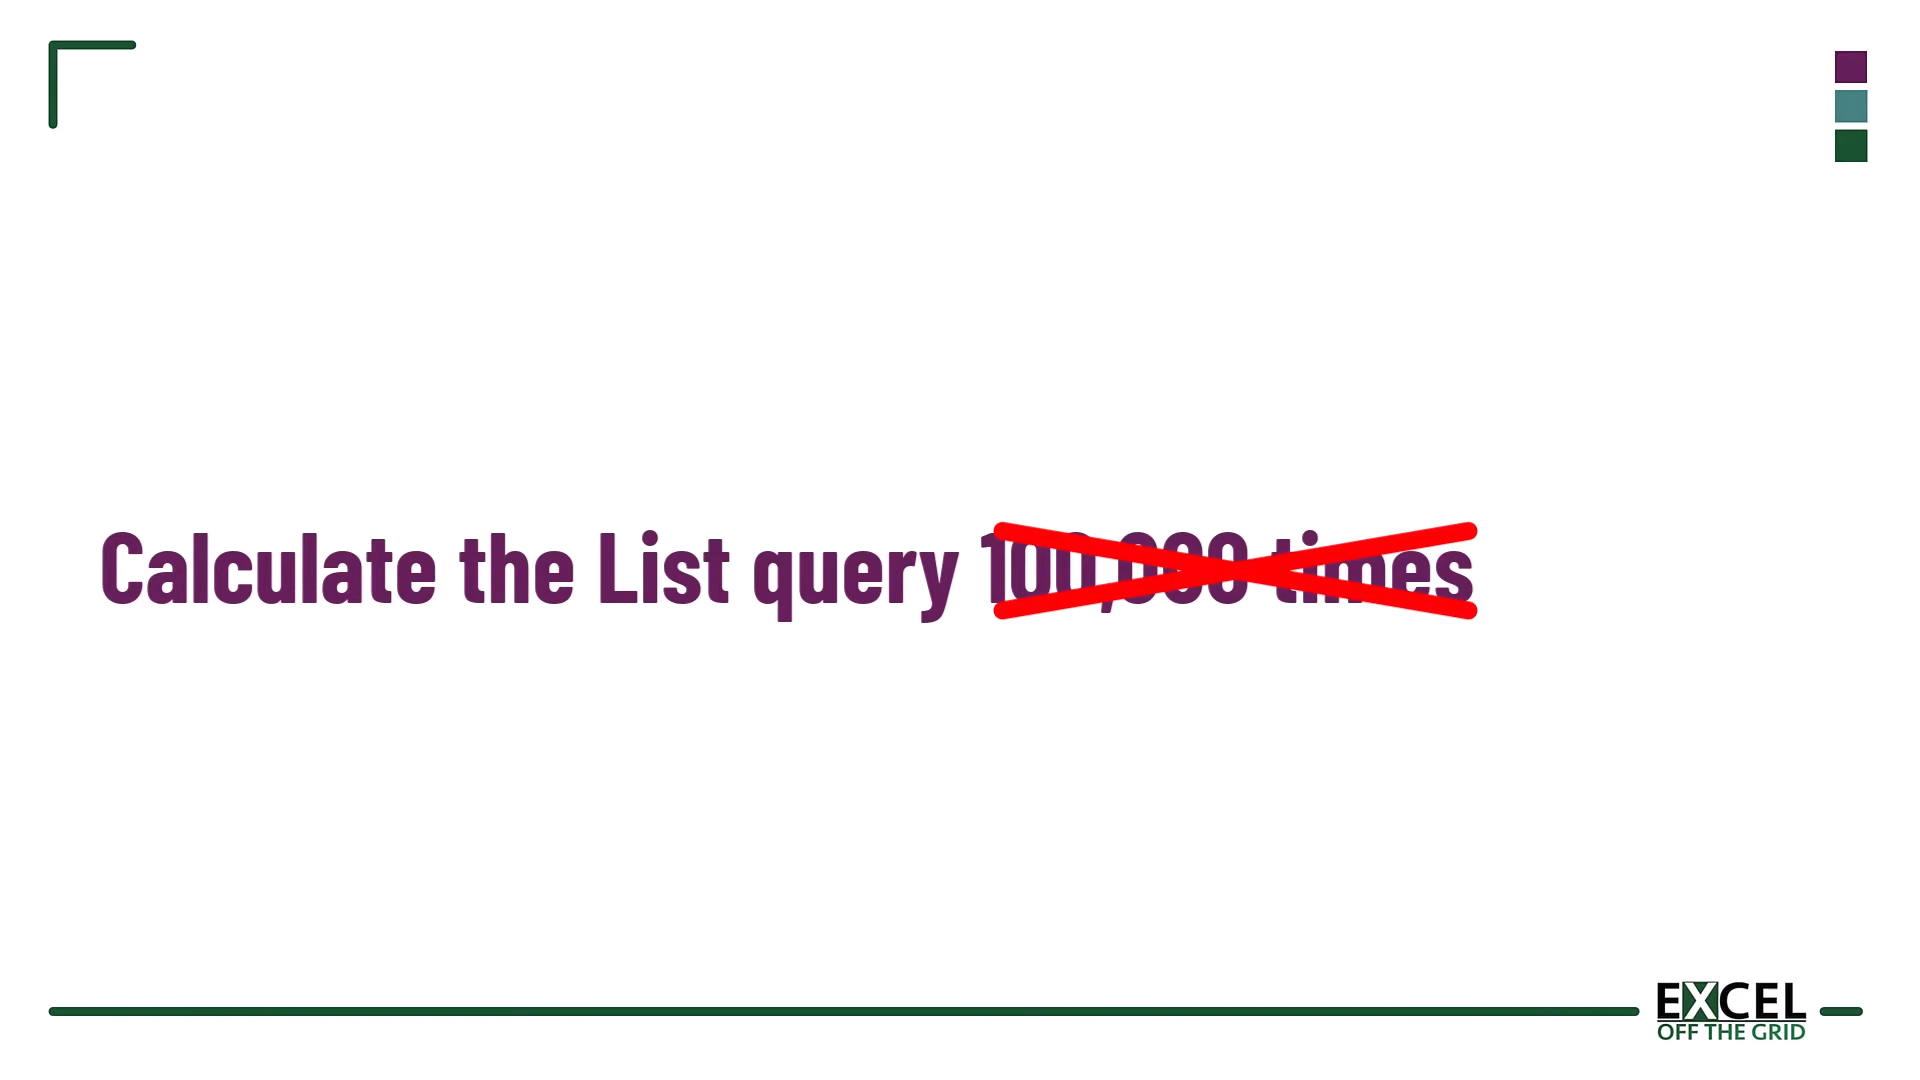 Calculate the List query 100,000 times
EXCEL
OFF THE GRID